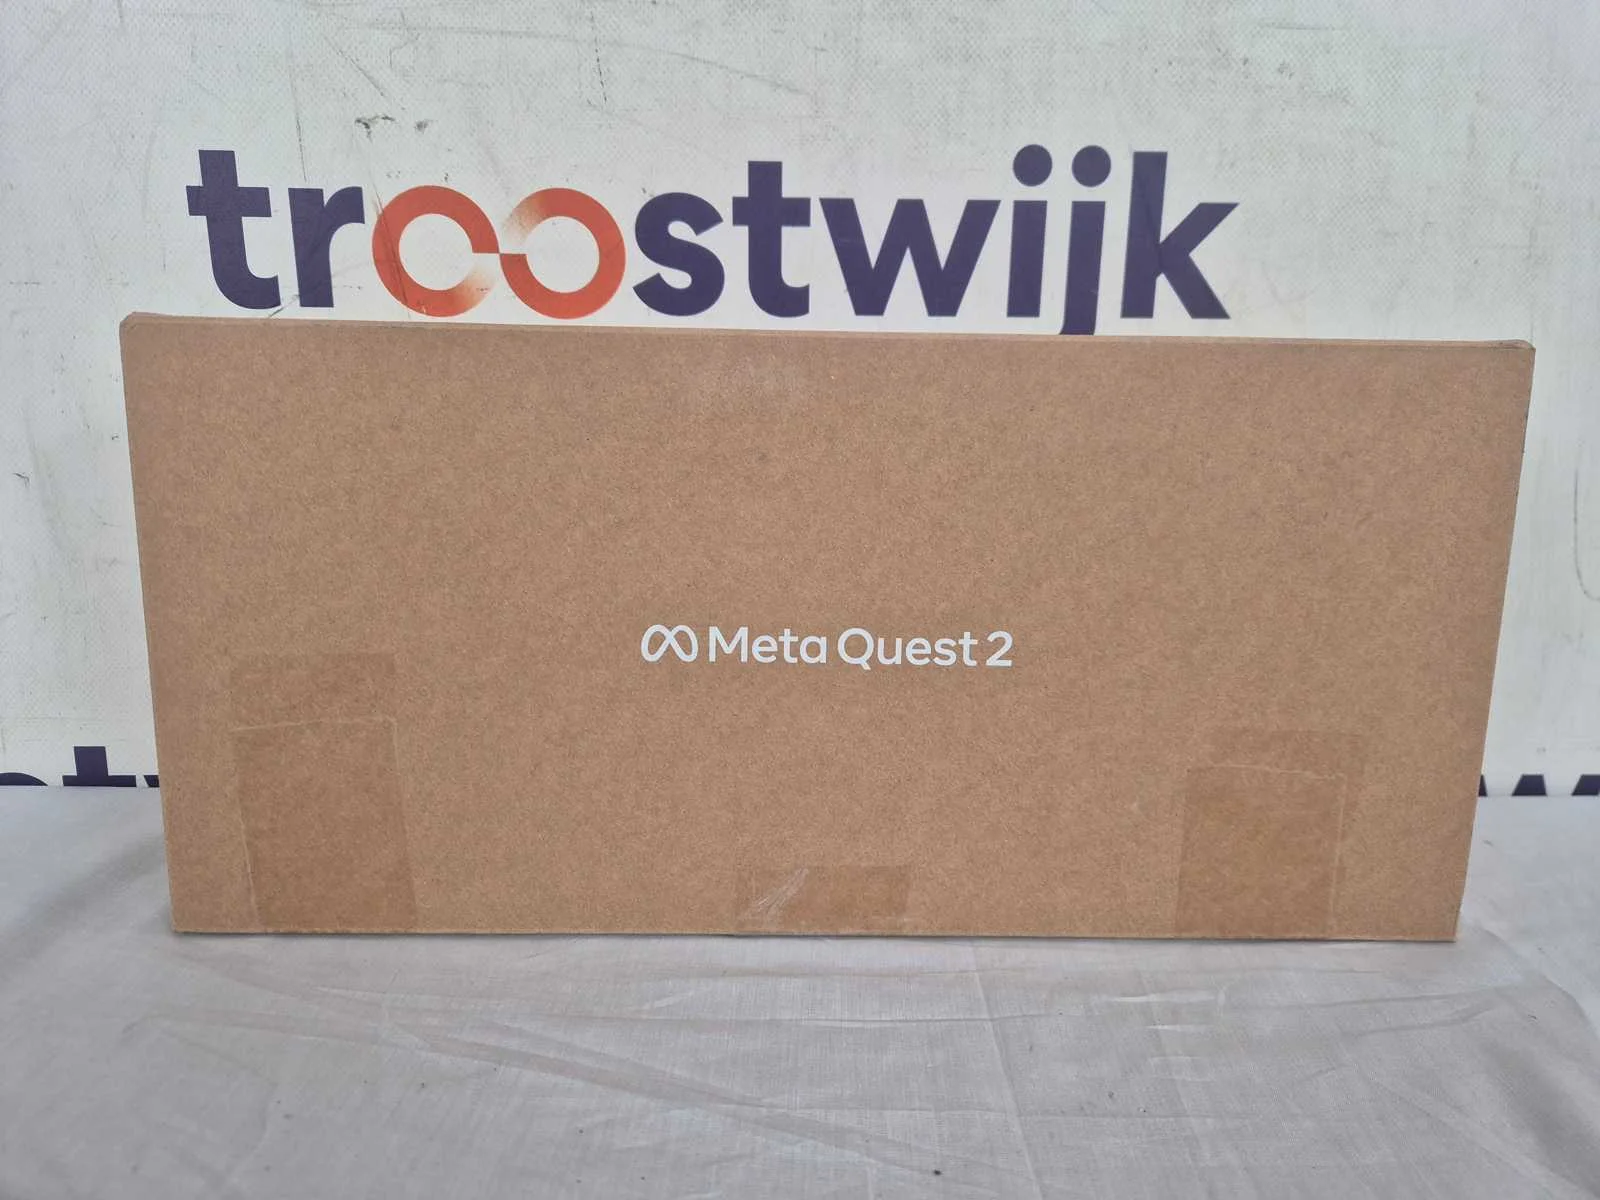 troostwijk
Meta Quest 2